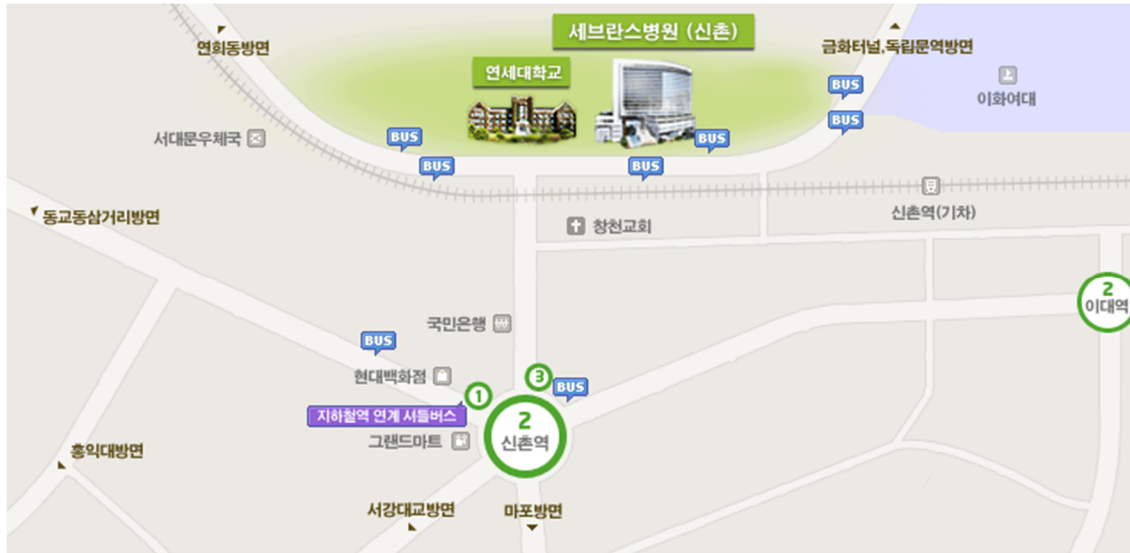 세브란스병원 (신촌)
연희동방면
금화터널,독립문역방면
연세대학교
BUS
이화여대
BUS
BUS
BUS
서대문우체국
BUS
BUS
신촌역(기차)
동교동삼거리방면
창천교회
2
이대역
국민은행
BUS
현대백화점
3
BUS
1
지하철역 연계 셔틀버스
2
신촌역
그랜드마트
홍익대방면
서강대교방면
마포방면